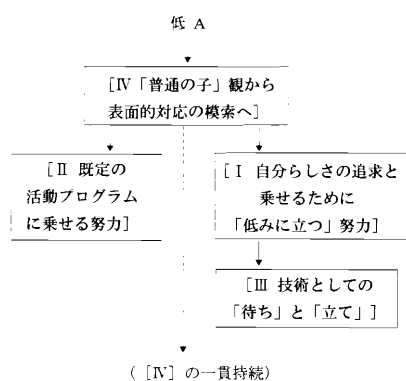 低 A
[Ⅳ「普通の子」観から
表面的対応の模索へ]
[Ⅱ 既定の
活動プログラム
に乗せる努力]
[Ⅰ 自分らしさの追求と
乗せるために
「低みに立つ」努力]
[Ⅲ 技術としての
「待ち」と「立て」]
([Ⅳ] の一貫持続)